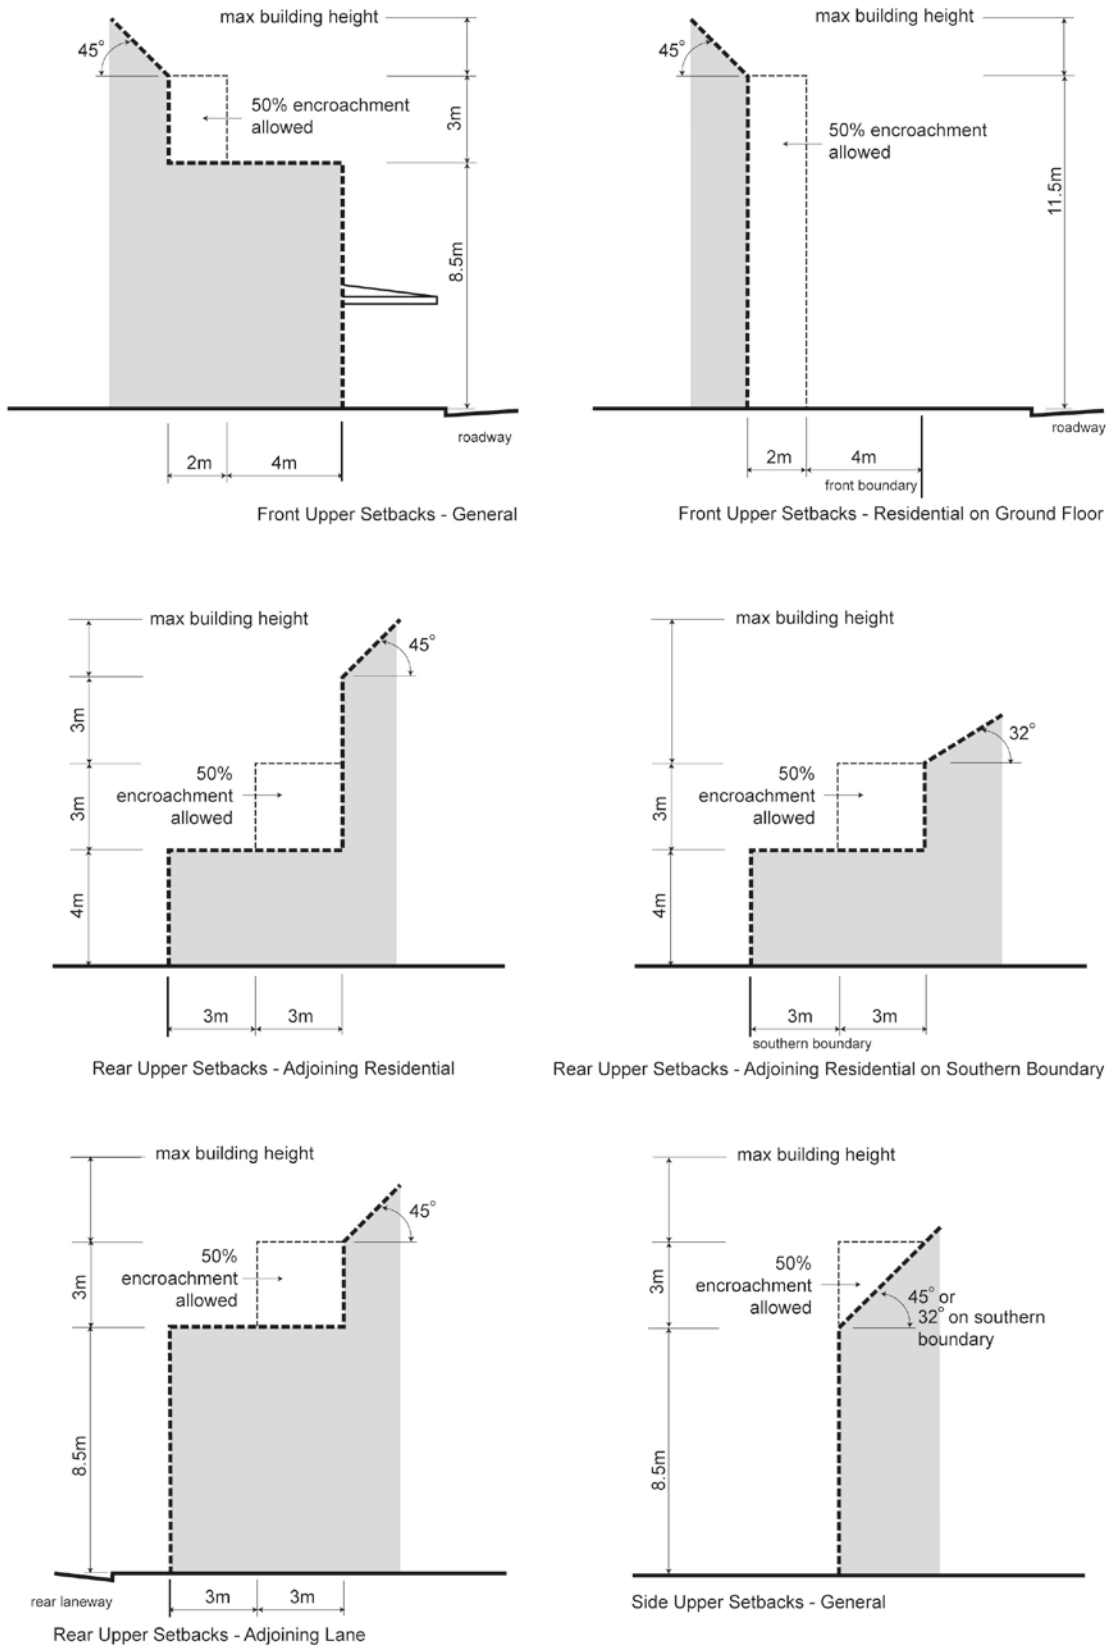 max building height
45°
50% encroachment
allowed
3m
8.5m
roadway
2m
4m
Front Upper Setbacks - General
max building height
45°
50% encroachment
allowed
11.5m
roadway
2m
4m
front boundary
Front Upper Setbacks - Residential on Ground Floor
max building height
45°
3m
50%
encroachment
allowed
3m
4m
3m
3m
Rear Upper Setbacks - Adjoining Residential
max building height
32°
50%
encroachment
allowed
3m
4m
3m
3m
southern boundary
Rear Upper Setbacks - Adjoining Residential on Southern Boundary
max building height
45°
50%
encroachment
allowed
3m
8.5m
rear laneway
3m
3m
Rear Upper Setbacks - Adjoining Lane
max building height
50%
encroachment
allowed
3m
45° or
32° on southern
boundary
8.5m
Side Upper Setbacks - General